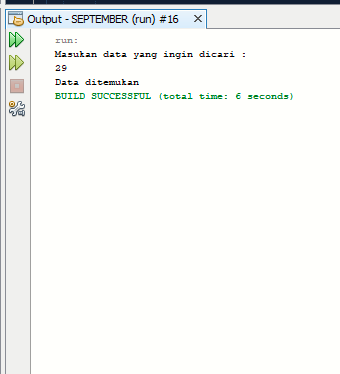 Output - SEPTEMBER (run) #16
run:
Masukan data yang ingin dicari :
29
Data ditemukan
BUILD SUCCESSFUL (total time: 6 seconds)